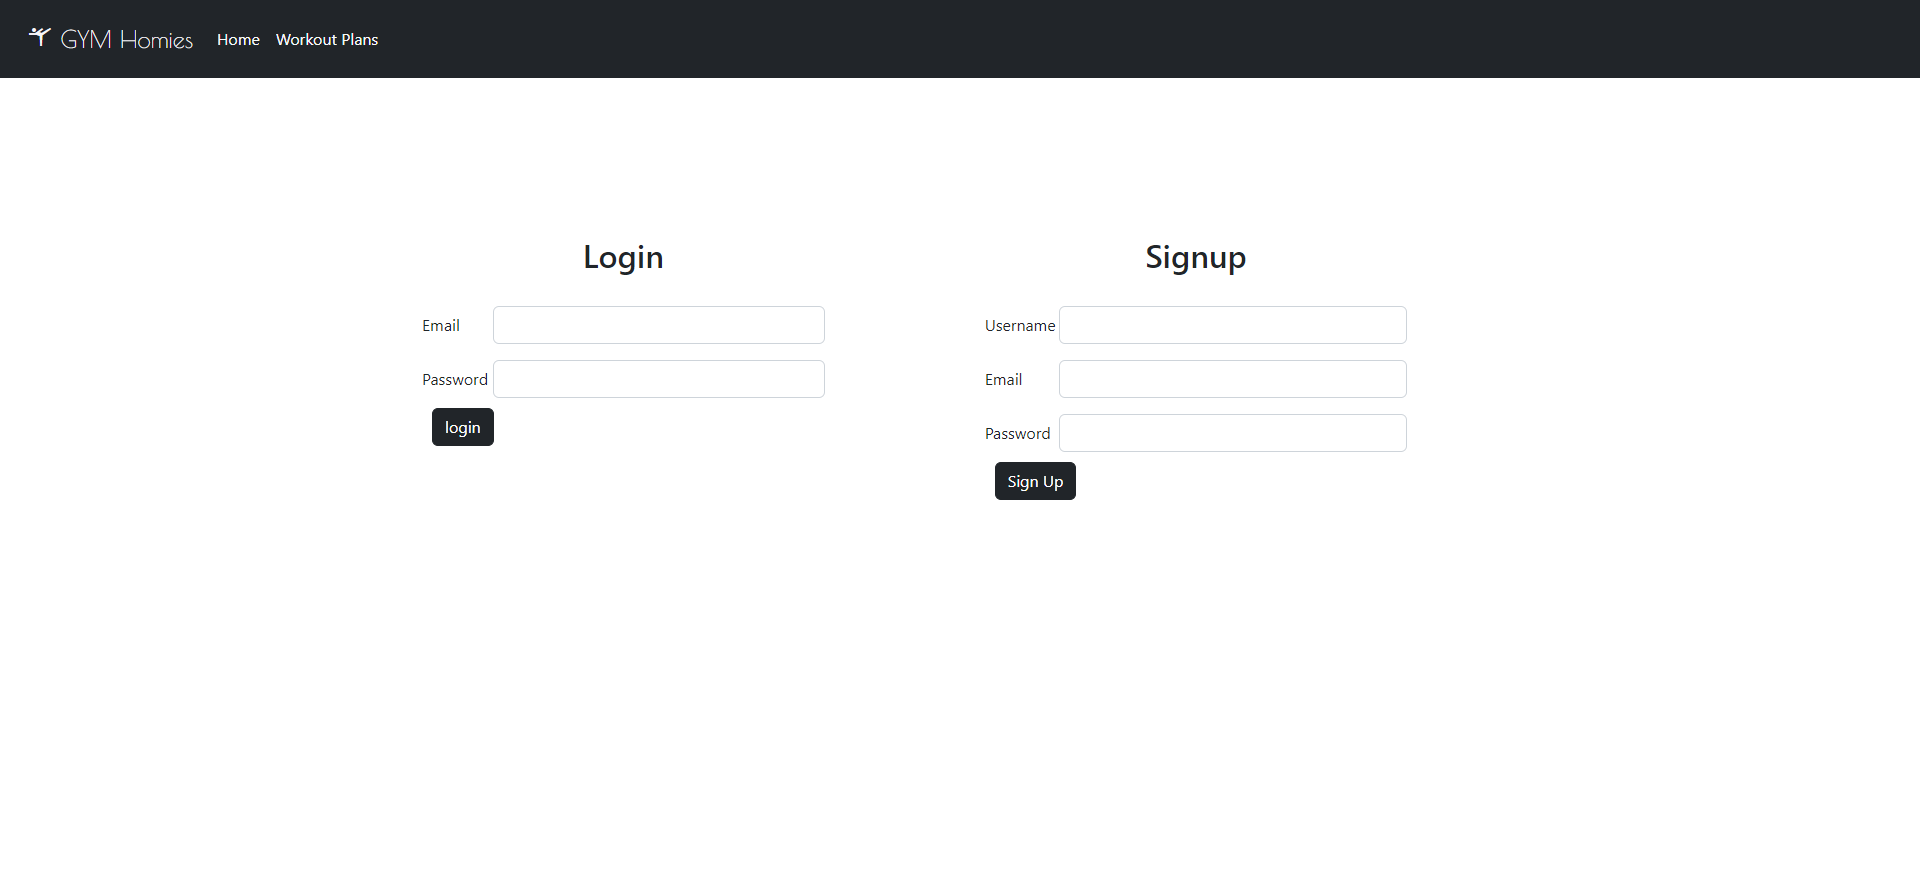 GYM Homies Home Workout Plans
Login
Email
Password
login
Signup
Username
Email
Password
Sign Up